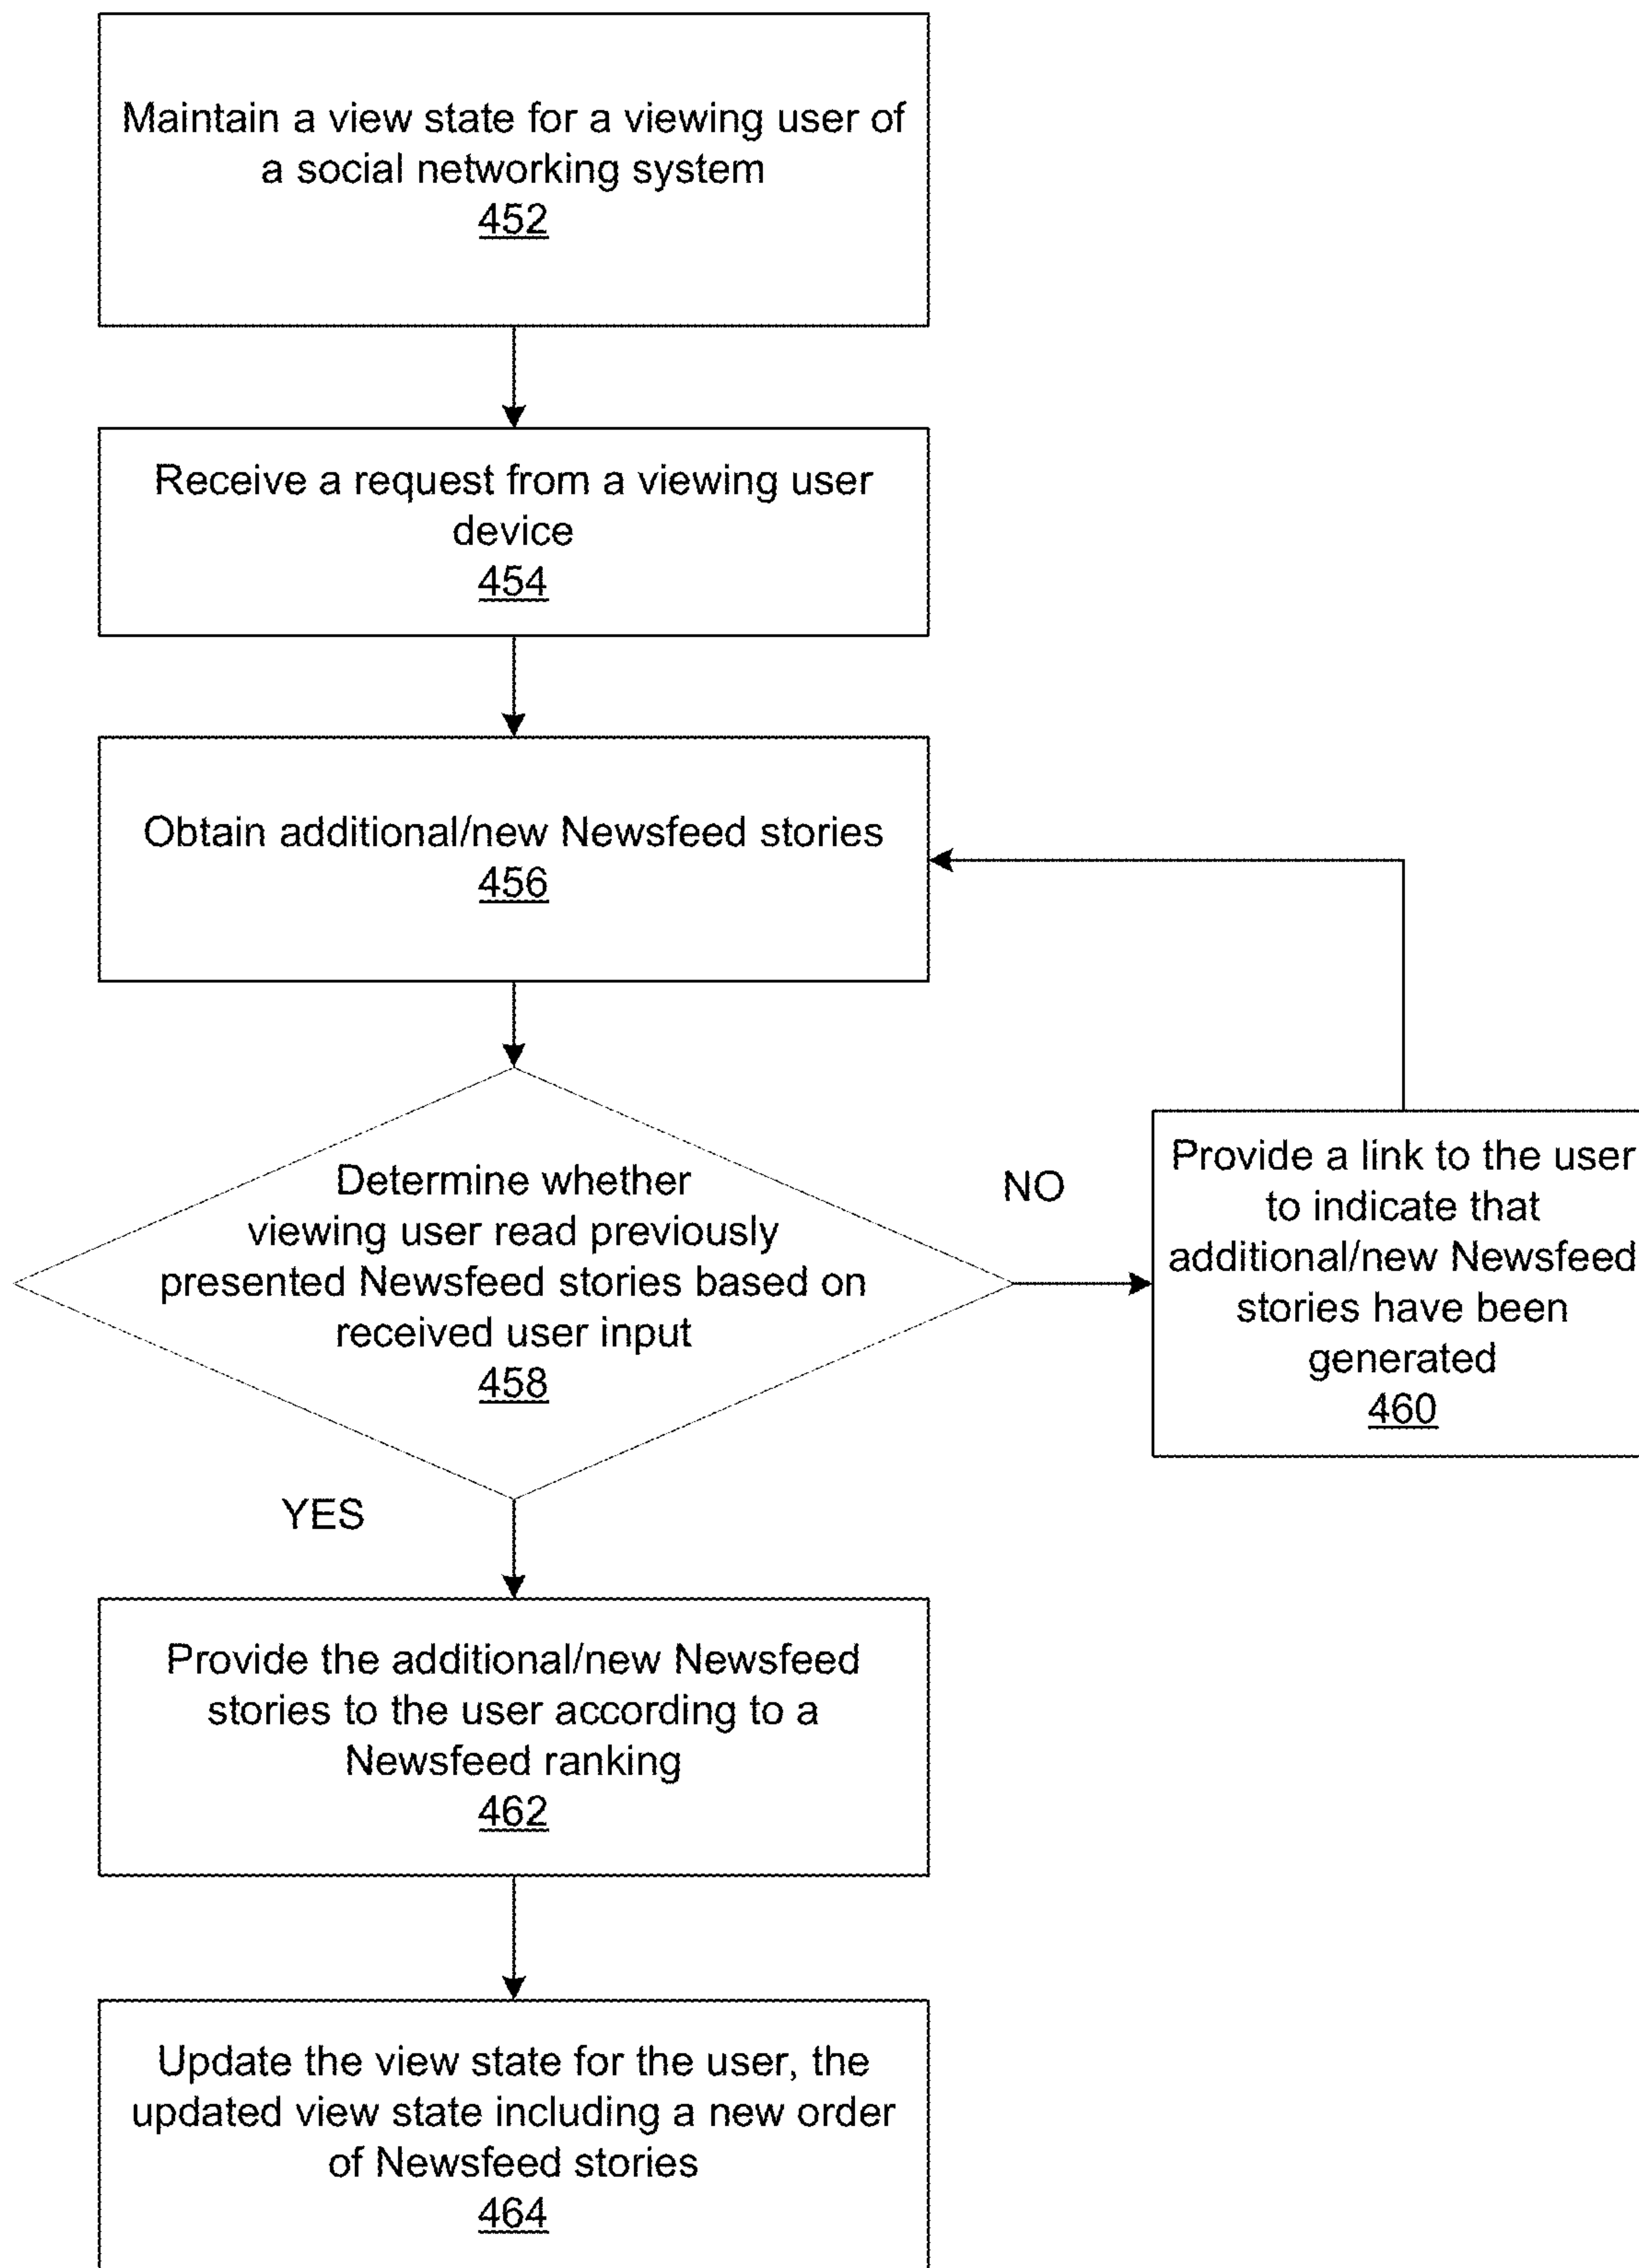 Maintain a view state for a viewing user of
a social networking system
452
Receive a request from a viewing user
device
454
Obtain additional/new Newsfeed stories
456
Determine whether
viewing user read previously
presented Newsfeed stories based on
received user input
458
NO
Provide a link to the user
to indicate that
additional/new Newsfeed
stories have been
generated
460
YES
Provide the additional/new Newsfeed
stories to the user according to a
Newsfeed ranking
462
Update the view state for the user, the
updated view state including a new order
of Newsfeed stories
464